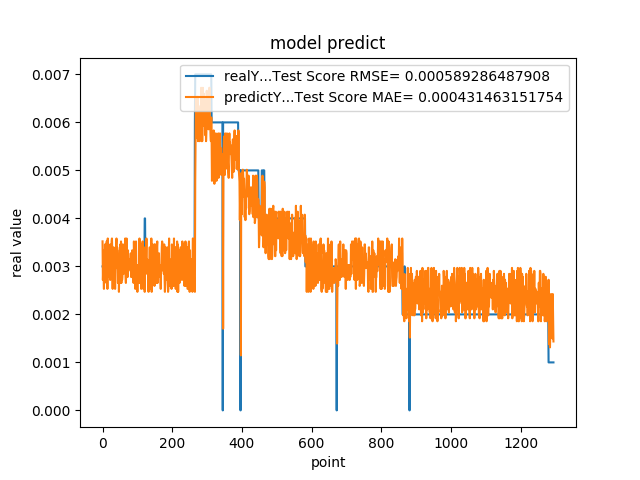 model predict
realY...Test Score RMSE= 0.000589286487908
predictY...Test Score MAE= 0.000431463151754
0.007
0.006
0.005
0.004
0.003
0.002
0.001
0.000
real value
0 200 400 600 800 1000 1200
point